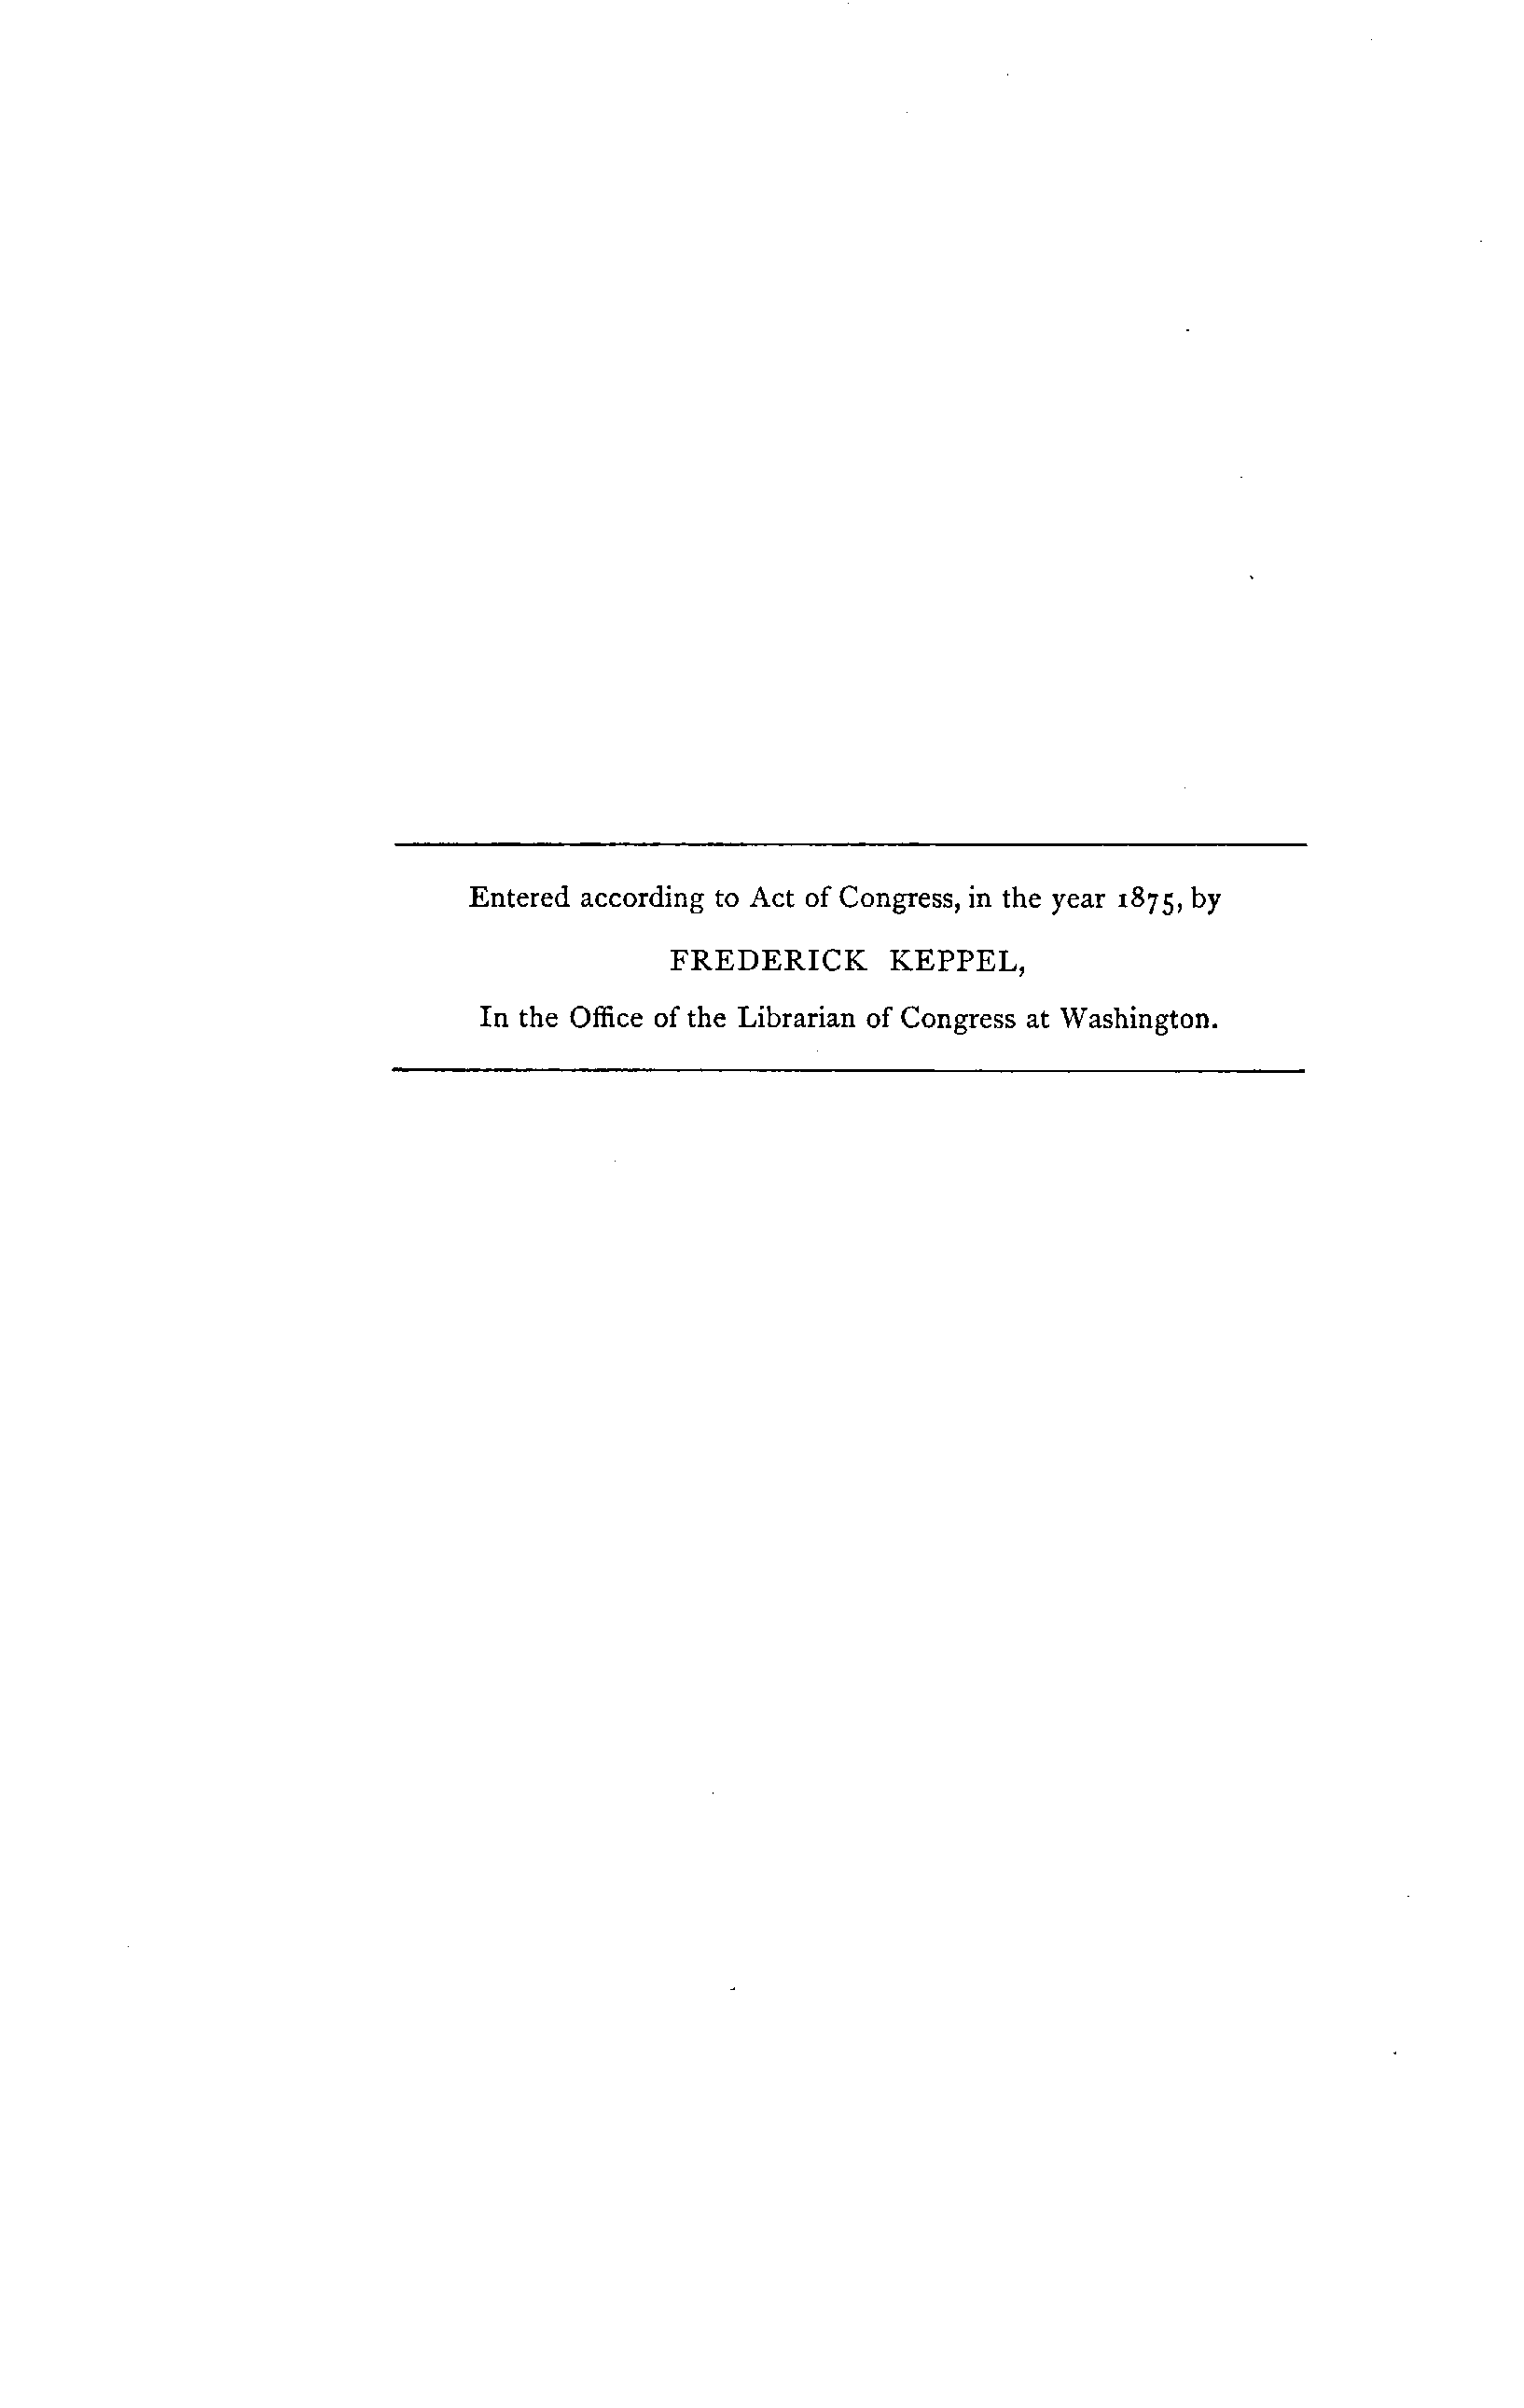 Entered according to Act of Congress, in the year 1875, by
FREDERICK KEPPEL,
In the Office of the Librarian of Congress at Washington.